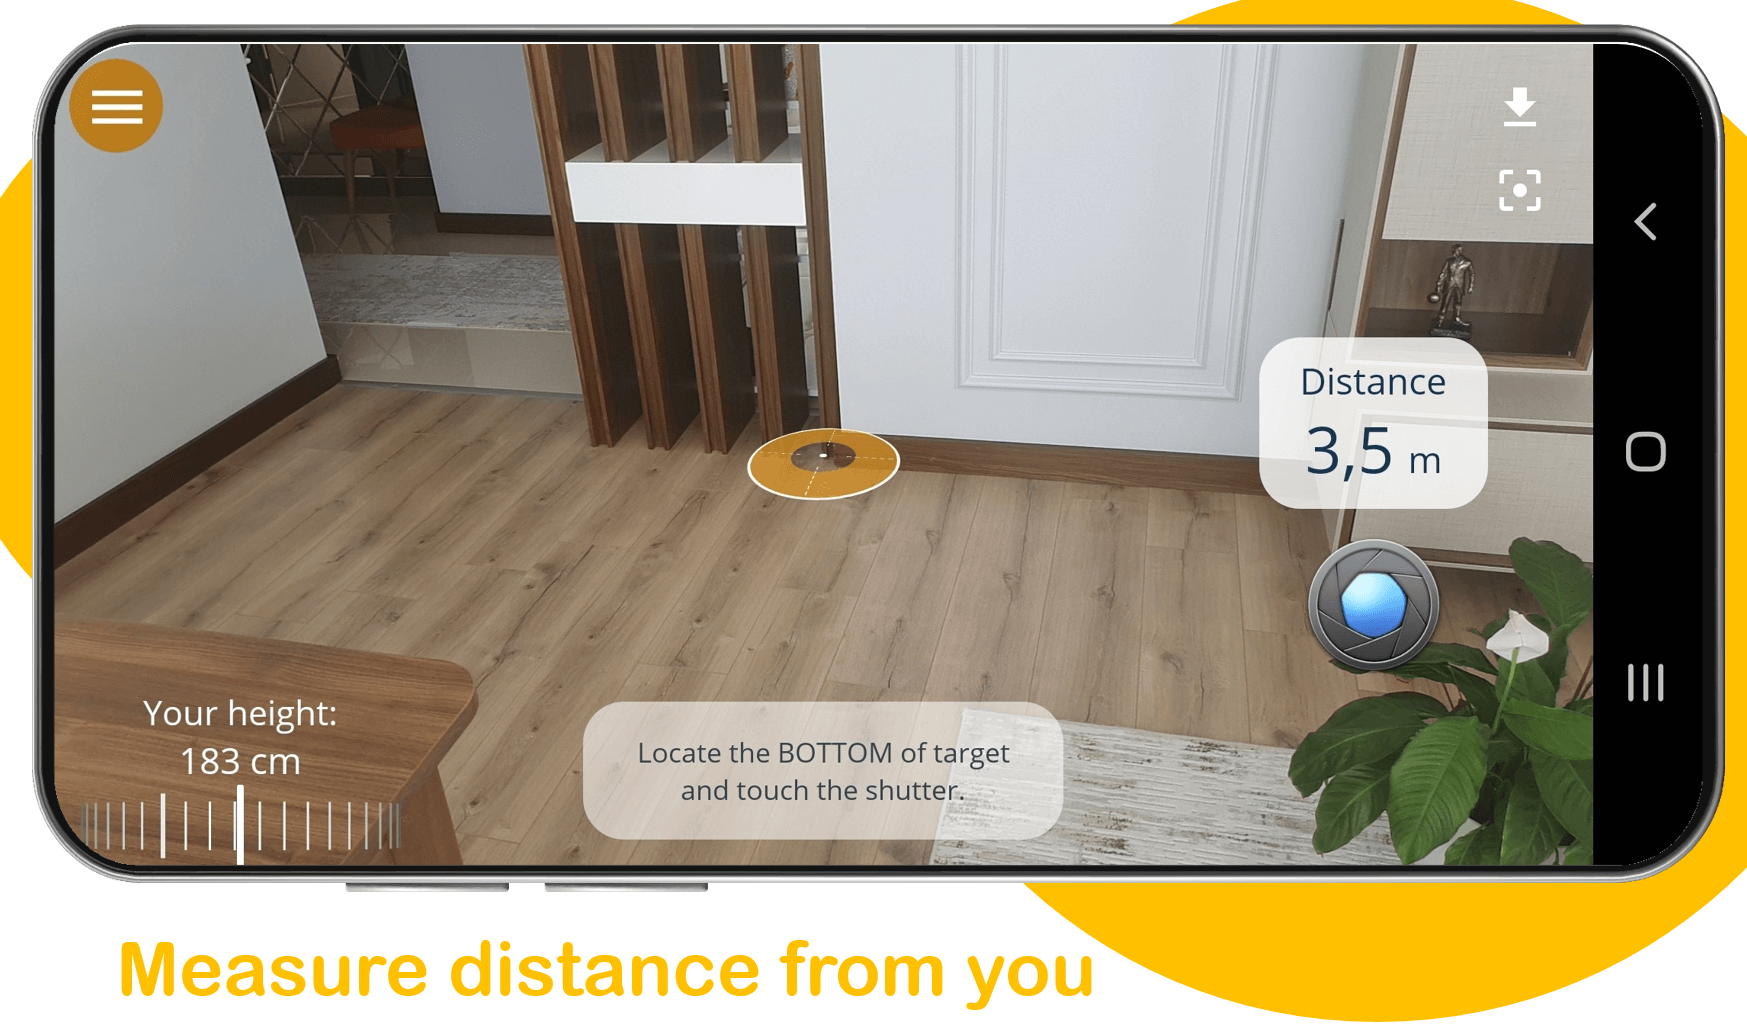 Distance
3,5 m
Your height:
183 cm
Locate the BOTTOM of target
and touch the shutter.
Measure distance from you